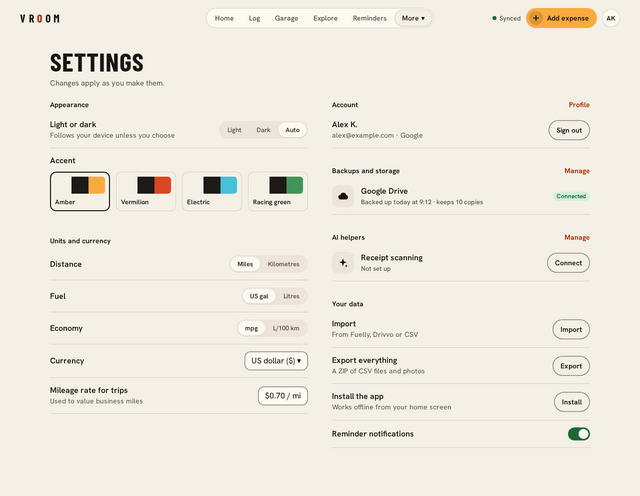 VROOM
Home Log Garage Explore Reminders More ▾
Synced
+ Add expense
AK
SETTINGS
Changes apply as you make them.
Appearance
Light or dark
Follows your device unless you choose
Light Dark Auto
Accent
Amber Vermilion Electric Racing green
Units and currency
Distance
Miles Kilometres
Fuel
US gal Litres
Economy
mpg L/100 km
Currency
US dollar ($) ▾
Mileage rate for trips
Used to value business miles
$0.70 / mi
Account
Profile
Alex K.
alex@example.com · Google
Sign out
Backups and storage
Manage
Google Drive
Backed up today at 9:12 · keeps 10 copies
Connected
AI helpers
Manage
Receipt scanning
Not set up
Connect
Your data
Import
From Fuelly, Drivvo or CSV
Import
Export everything
A ZIP of CSV files and photos
Export
Install the app
Works offline from your home screen
Install
Reminder notifications